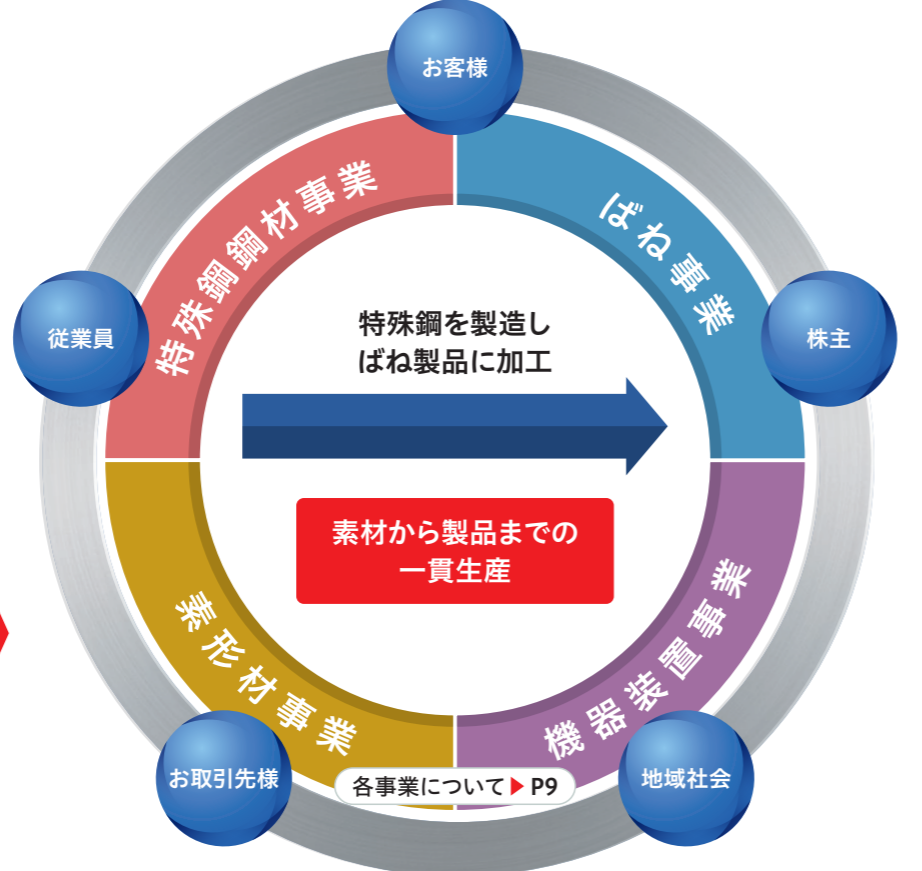 お客様
特殊鋼鋼材事業
ばね事業
従業員
株主
特殊鋼を製造し
ばね製品に加工
素材から製品までの
一貫生産
素形材事業
機器装置事業
お取引先様
地域社会
各事業について▶P9